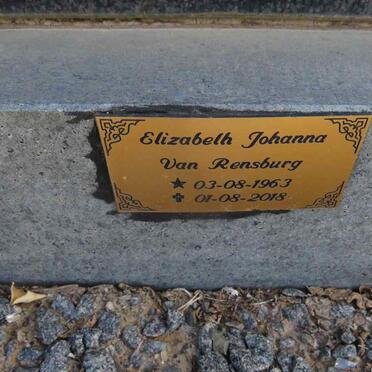 Elizabeth Johanna
Van Rensburg
★ 03-08-1963
✞ 01-08-2018